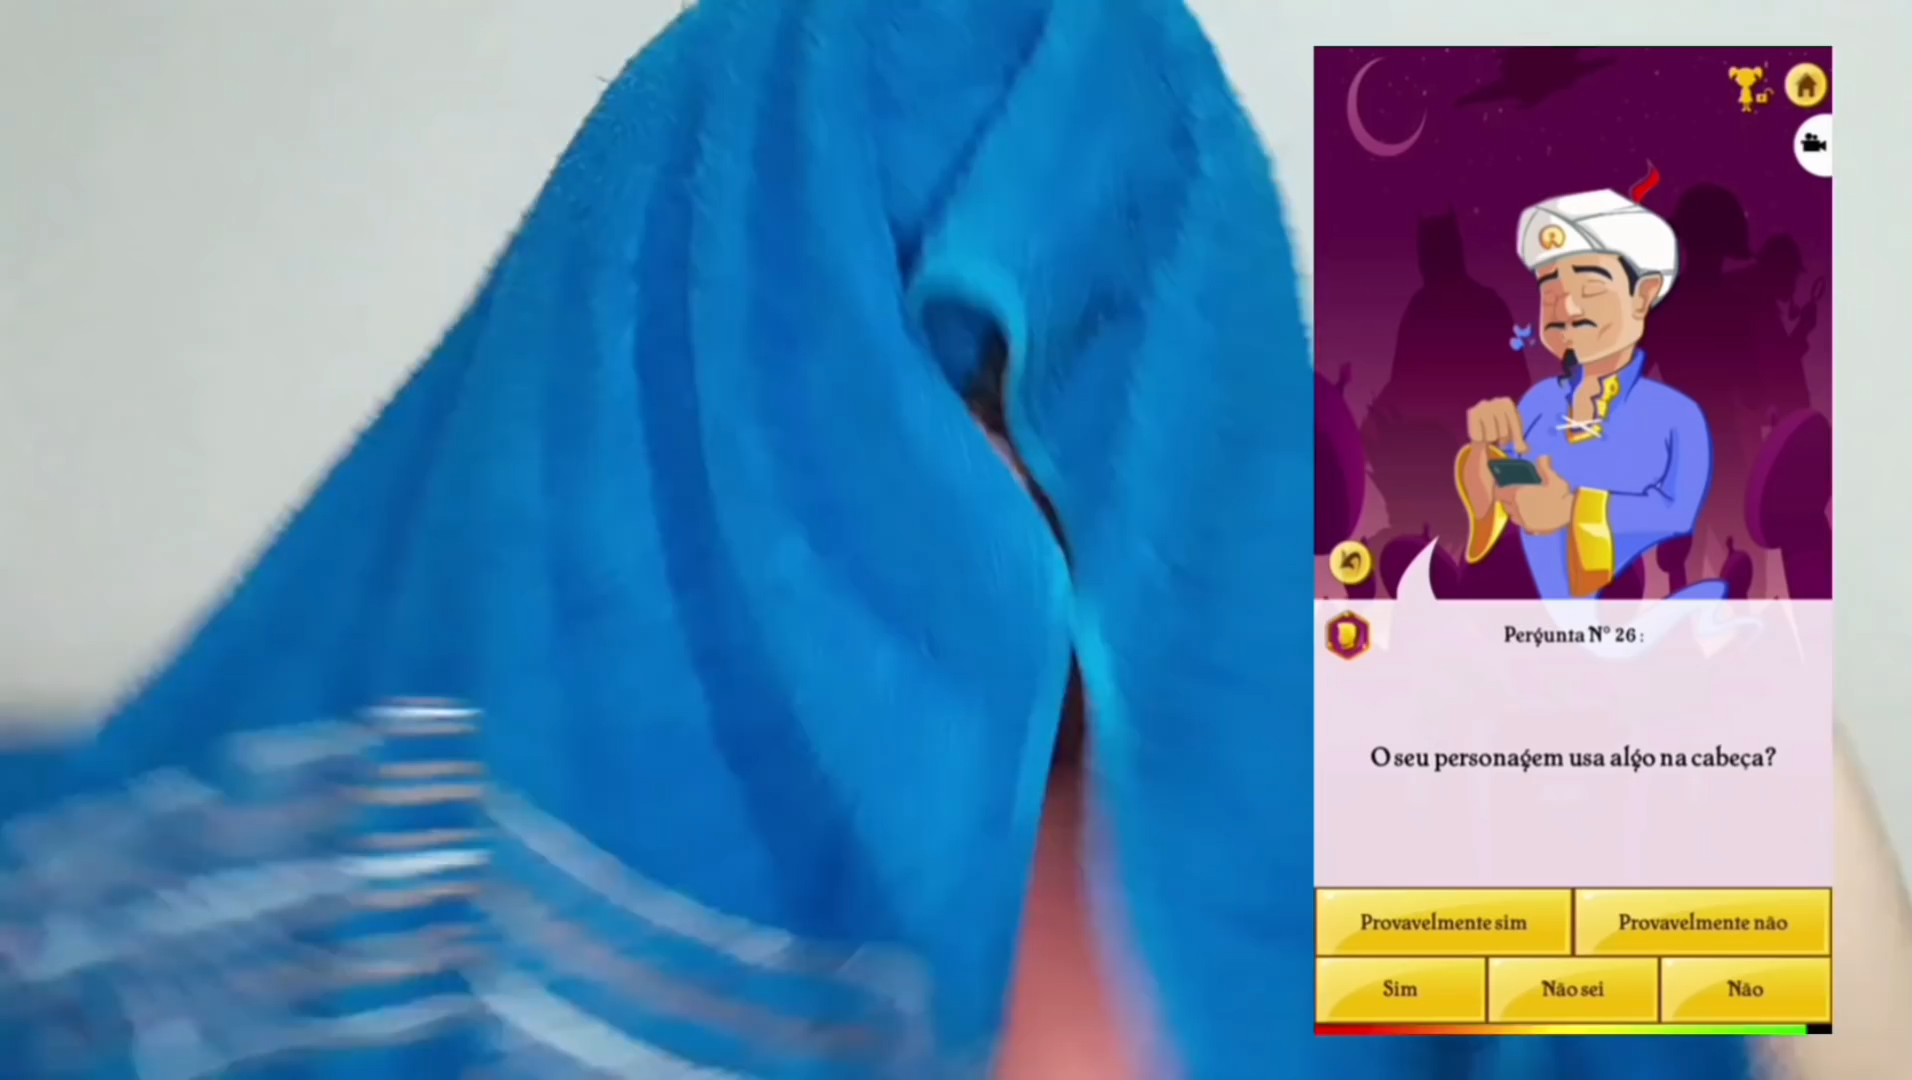 Pergunta N° 26 :
O seu personagem usa algo na cabeça?
Provavelmente sim
Provavelmente não
Sim
Não sei
Não